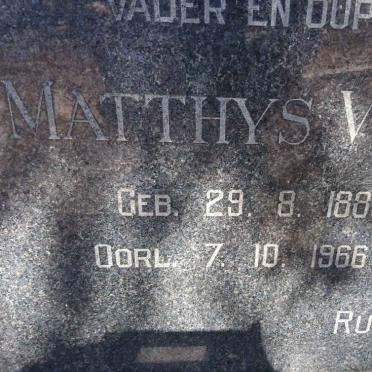 VADER EN OUP
MATTHYS
GEB. 29. 8. 188
OORL. 7. 10. 1966
RU